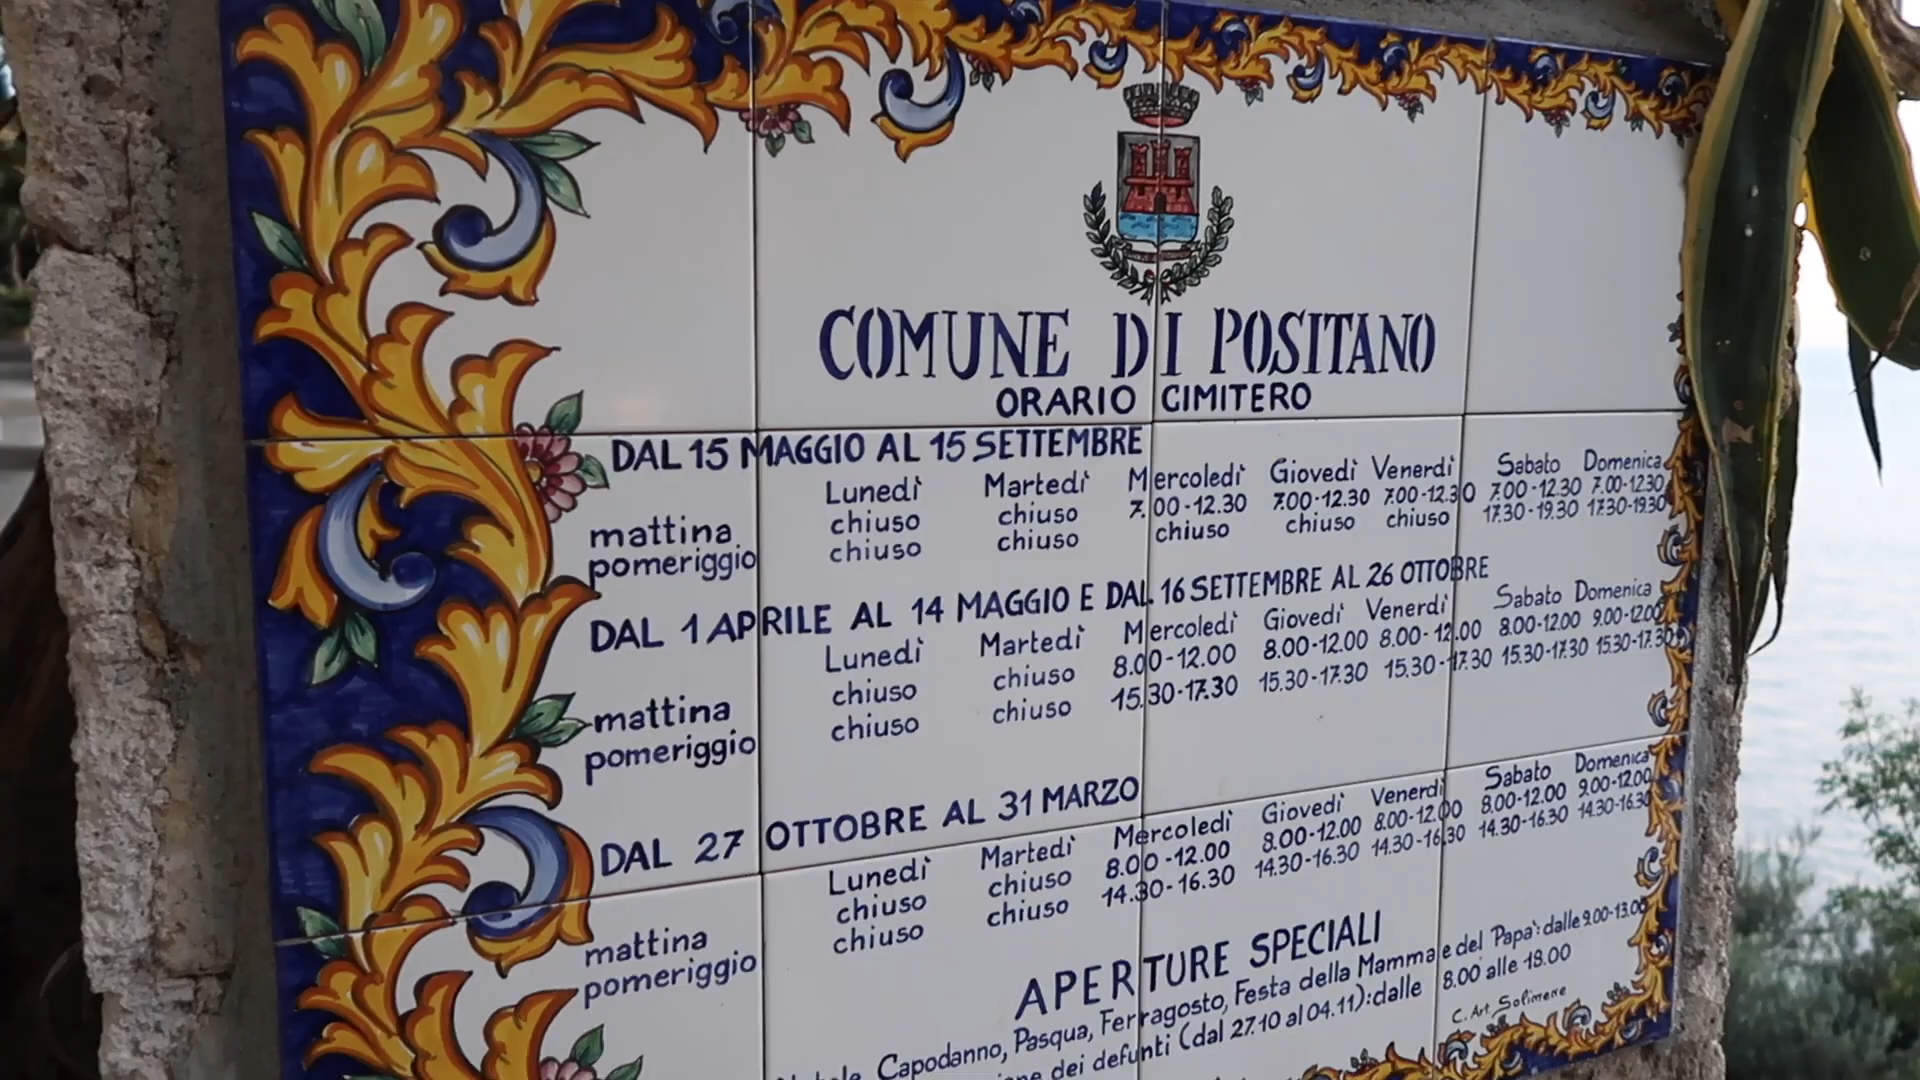 COMUNE DI POSITANO
ORARIO CIMITERO
DAL 15 MAGGIO AL 15 SETTEMBRE
Lunedì Martedì Mercoledì Giovedì Venerdì Sabato Domenica
mattina chiuso chiuso 7.00-12.30 7.00-12.30 7.00-12.30 7.00-12.30 7.00-12.30
pomeriggio chiuso chiuso chiuso chiuso chiuso 17.30-19.30 17.30-19.30
DAL 1 APRILE AL 14 MAGGIO E DAL 16 SETTEMBRE AL 26 OTTOBRE
Lunedì Martedì Mercoledì Giovedì Venerdì Sabato Domenica
mattina chiuso chiuso 8.00-12.00 8.00-12.00 8.00-12.00 8.00-12.00 9.00-12.00
pomeriggio chiuso chiuso 15.30-17.30 15.30-17.30 15.30-17.30 15.30-17.30 15.30-17.30
DAL 27 OTTOBRE AL 31 MARZO
Lunedì Martedì Mercoledì Giovedì Venerdì Sabato Domenica
mattina chiuso chiuso 8.00-12.00 8.00-12.00 8.00-12.00 8.00-12.00 9.00-12.00
pomeriggio chiuso chiuso 14.30-16.30 14.30-16.30 14.30-16.30 14.30-16.30 14.30-16.30
APERTURE SPECIALI
Capodanno, Pasqua, Ferragosto, Festa della Mamma e del Papà: dalle 9.00-13.00
dei defunti (dal 27.10 al 04.11): dalle 8.00 alle 18.00
C. Art. Solimene